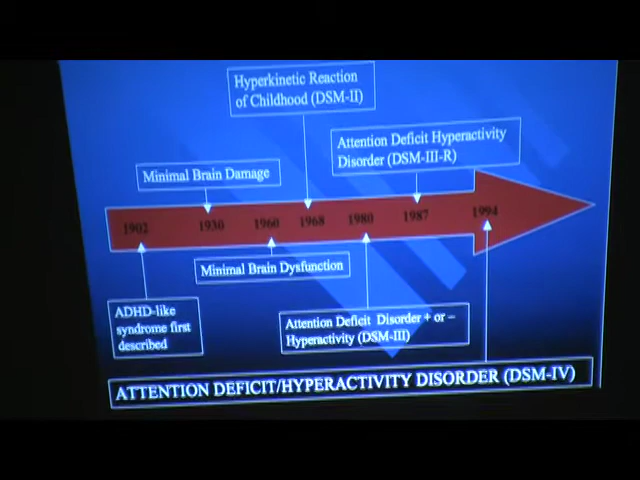 Hyperkinetic Reaction
of Childhood (DSM-II)
Attention Deficit Hyperactivity
Disorder (DSM-III-R)
Minimal Brain Damage
1902 1930 1960 1968 1980 1987 1994
Minimal Brain Dysfunction
ADHD-like
syndrome first
described
Attention Deficit Disorder + or –
Hyperactivity (DSM-III)
ATTENTION DEFICIT/HYPERACTIVITY DISORDER (DSM-IV)